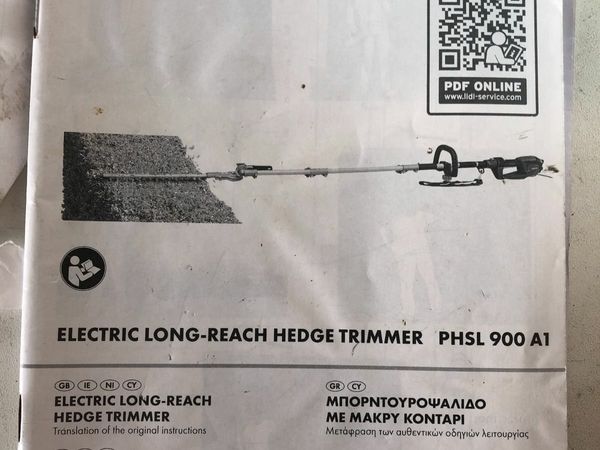 PDF ONLINE
www.lidl-service.com
ELECTRIC LONG-REACH HEDGE TRIMMER PHSL 900 A1
GB IE NI CY
ELECTRIC LONG-REACH
HEDGE TRIMMER
Translation of the original instructions
GR CY
ΜΠΟΡΝΤΟΥΡΟΨΑΛΙΔΟ
ΜΕ ΜΑΚΡΥ ΚΟΝΤΑΡΙ
Μετάφραση των αυθεντικών οδηγιών λειτουργίας